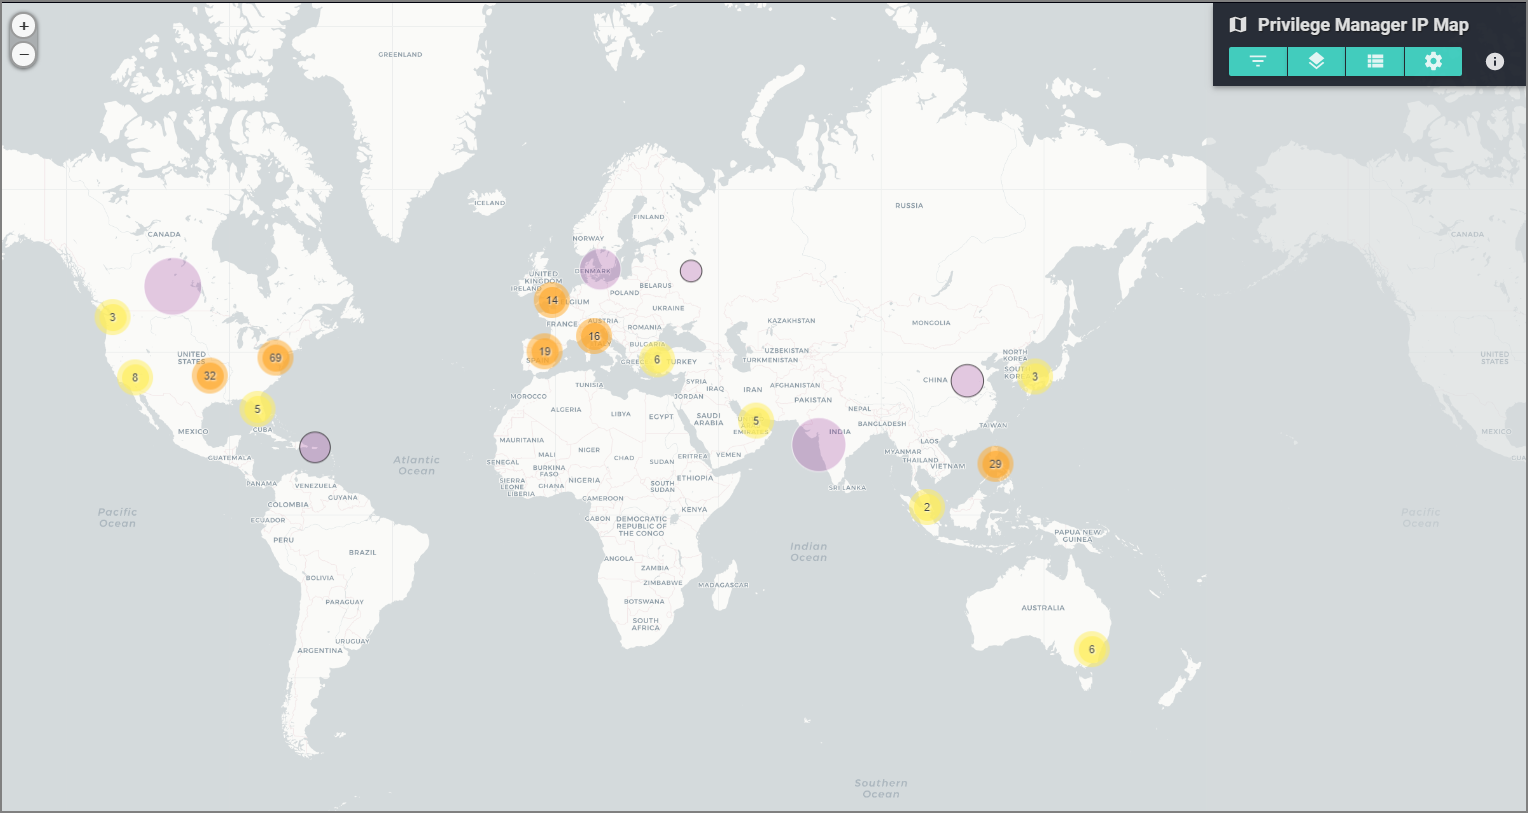 +
−
Privilege Manager IP Map
GREENLAND
ICELAND
RUSSIA
FINLAND
NORWAY
CANADA
CANADA
DENMARK
UNITED
KINGDOM
IRELAND
BELARUS
POLAND
14
UKRAINE
3
FRANCE
AUSTRIA
KAZAKHSTAN
MONGOLIA
ROMANIA
16
BULGARIA
19
UZBEKISTAN
TURKMENISTAN
NORTH
KOREA
UNITED
STATES
69
6
TURKEY
UNITED
STATES
32
8
3
CHINA
TUNISIA
SYRIA
IRAQ
IRAN
AFGHANISTAN
MOROCCO
JORDAN
PAKISTAN
5
CUBA
ALGERIA
LIBYA
EGYPT
SAUDI
ARABIA
5
EMIRATES
NEPAL
BANGLADESH
INDIA
TAIWAN
MEXICO
MEXICO
MAURITANIA
LAOS
GUATEMALA
MALI
NIGER
CHAD
SUDAN
ERITREA
YEMEN
MYANMAR
THAILAND
VIETNAM
29
Atlantic
Ocean
SENEGAL
BURKINA
FASO
SIERRA
LEONE
LIBERIA
GHANA
NIGERIA
SOUTH
SUDAN
ETHIOPIA
SRI LANKA
PANAMA
VENEZUELA
GUYANA
COLOMBIA
CAMEROON
KENYA
2
Pacific
Ocean
Pacific
Ocean
ECUADOR
GABON
DEMOCRATIC
REPUBLIC OF
THE CONGO
PAPUA NEW
GUINEA
PERU
BRAZIL
Indian
Ocean
ANGOLA
ZAMBIA
BOLIVIA
ZIMBABWE
MADAGASCAR
PARAGUAY
BOTSWANA
AUSTRALIA
SOUTH
AFRICA
URUGUAY
ARGENTINA
6
Southern
Ocean